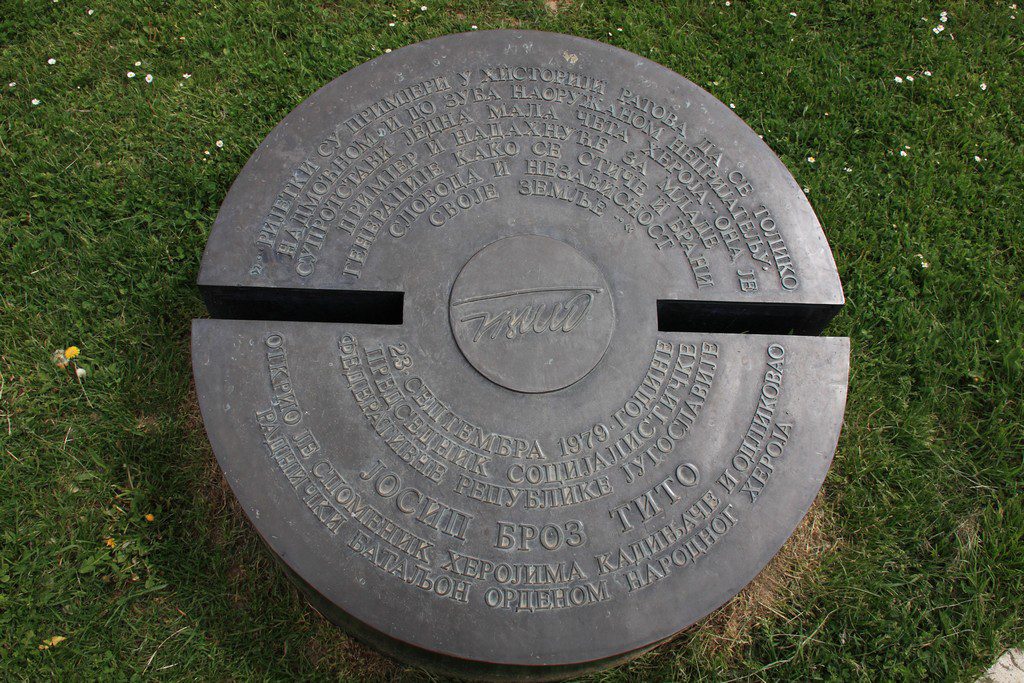 „РИЈЕТКИ СУ ПРИМЈЕРИ У ХИСТОРИЈИ РАТОВА ДА СЕ ТОЛИКО
НАДМОЋНОМ И ДО ЗУБА НАОРУЖАНОМ НЕПРИЈАТЕЉУ
СУПРОТСТАВИ ЈЕДНА МАЛА ЧЕТА ХЕРОЈА. ОНА ЈЕ
ПРИМЈЕР И НАДАХНУЋЕ ЗА МЛАДЕ
ГЕНЕРАЦИЈЕ КАКО СЕ СТИЧЕ И БРАНИ
СЛОБОДА И НЕЗАВИСНОСТ
СВОЈЕ ЗЕМЉЕ..“
Тито
23 СЕПТЕМБРА 1979. ГОДИНЕ
ПРЕДСЈЕДНИК СОЦИЈАЛИСТИЧКЕ
ФЕДЕРАТИВНЕ РЕПУБЛИКЕ ЈУГОСЛАВИЈЕ
ЈОСИП БРОЗ ТИТО
ОТКРИО ЈЕ СПОМЕНИК ХЕРОЈИМА КАДИЊАЧЕ И ОДЛИКОВАО
РАДНИЧКИ БАТАЉОН ОРДЕНОМ НАРОДНОГ ХЕРОЈА.